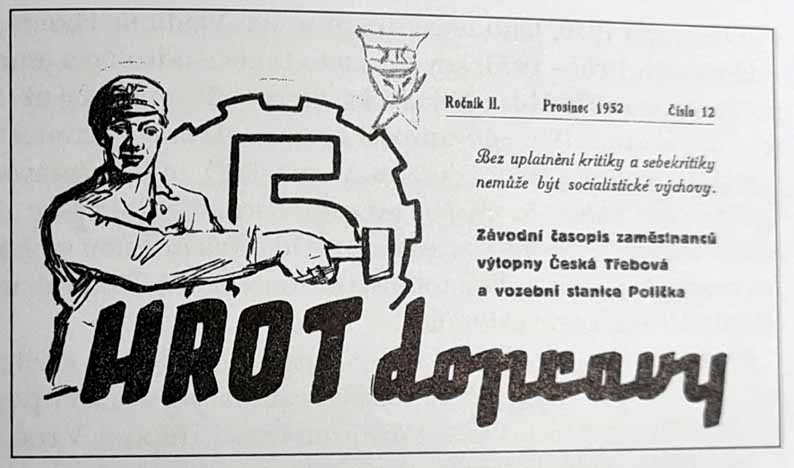 Ročník II. Prosinec 1952 Číslo 12
Bez uplatnění kritiky a sebekritiky
nemůže být socialistické výchovy.
Závodní časopis zaměstnanců
výtopny Česká Třebová
a vozební stanice Polička
5
HROT dopravy